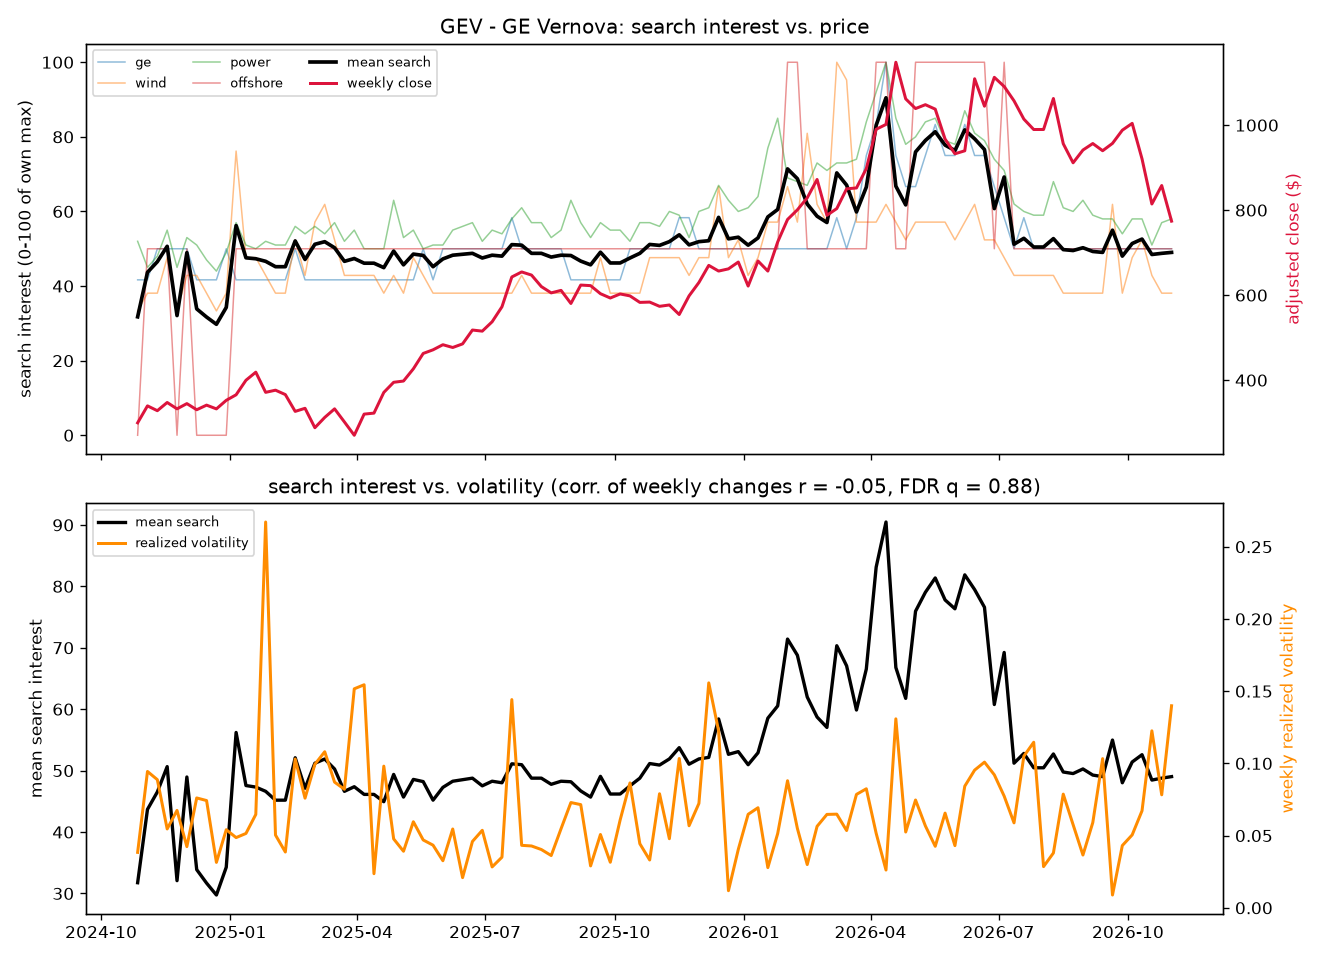 GEV - GE Vernova: search interest vs. price
ge
wind
power
offshore
mean search
weekly close
search interest (0-100 of own max)
100
80
60
40
20
0
1000
800
600
400
adjusted close ($)
search interest vs. volatility (corr. of weekly changes r = -0.05, FDR q = 0.88)
mean search
realized volatility
mean search interest
90
80
70
60
50
40
30
0.25
0.20
0.15
0.10
0.05
0.00
weekly realized volatility
2024-10
2025-01
2025-04
2025-07
2025-10
2026-01
2026-04
2026-07
2026-10